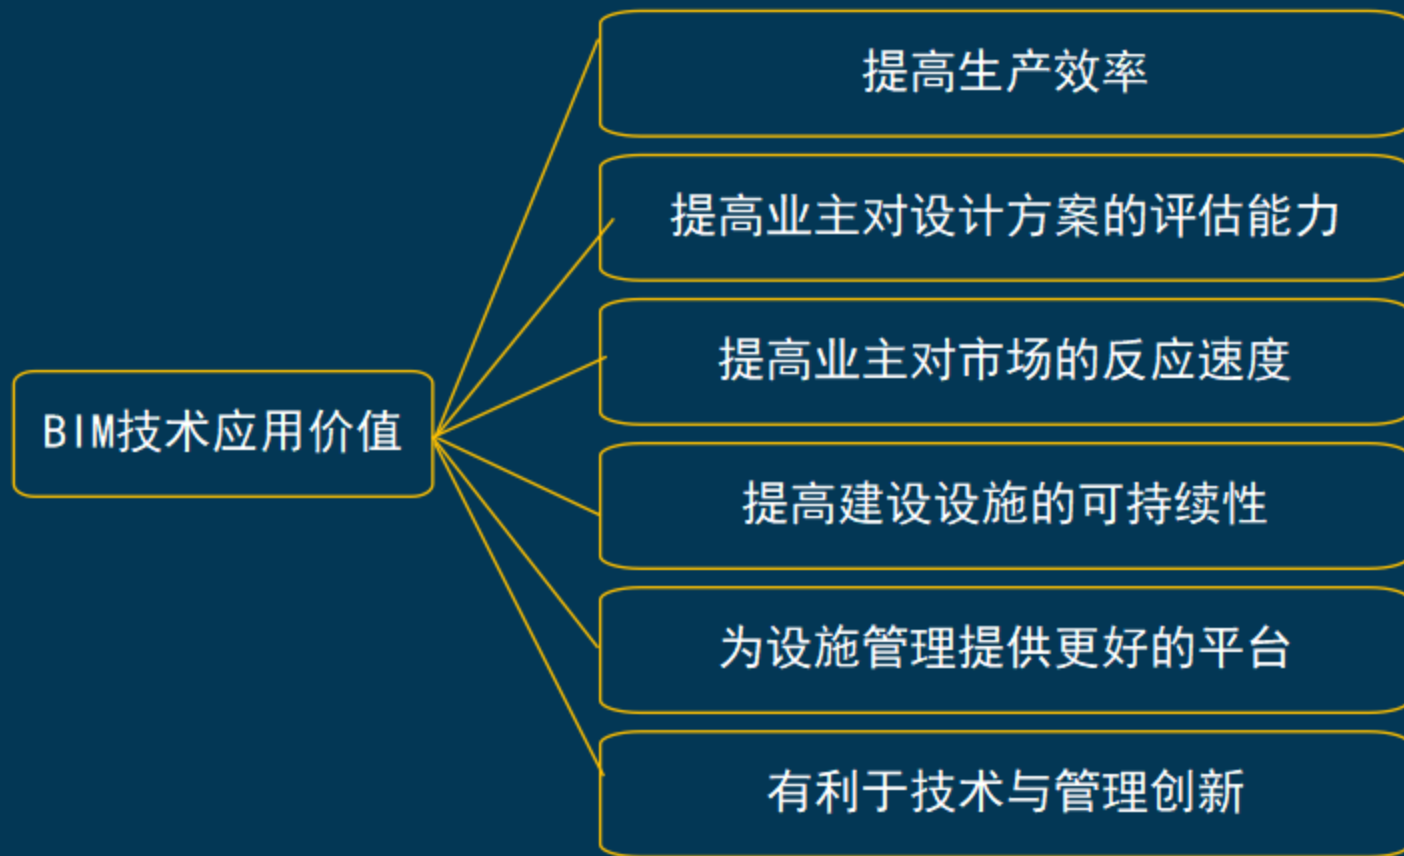 提高生产效率
提高业主对设计方案的评估能力
提高业主对市场的反应速度
BIM技术应用价值
提高建设设施的可持续性
为设施管理提供更好的平台
有利于技术与管理创新